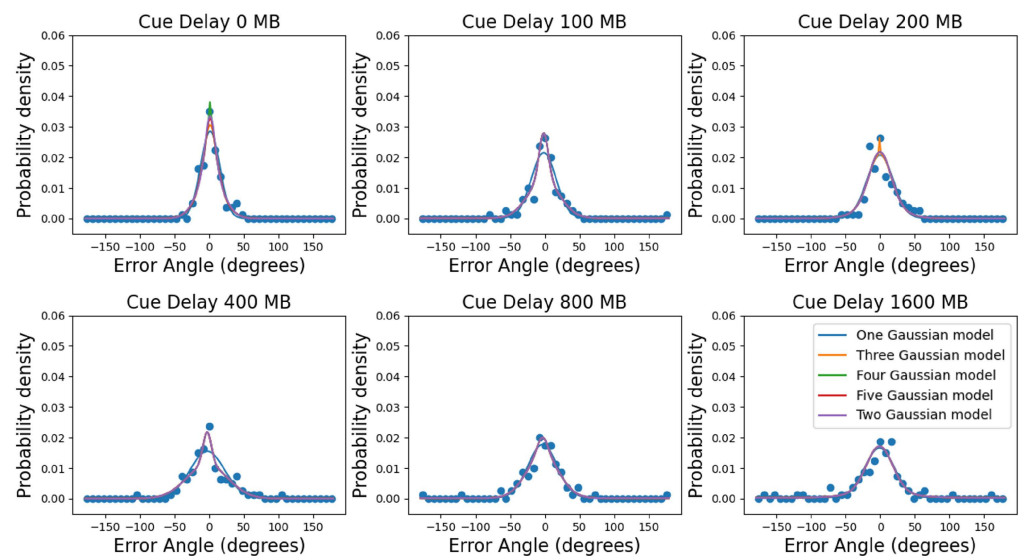 Cue Delay 0 MB
0.06
0.05
0.04
0.03
0.02
0.01
0.00
Probability density
−150 −100 −50 0 50 100 150
Error Angle (degrees)
Cue Delay 100 MB
0.06
0.05
0.04
0.03
0.02
0.01
0.00
Probability density
−150 −100 −50 0 50 100 150
Error Angle (degrees)
Cue Delay 200 MB
0.06
0.05
0.04
0.03
0.02
0.01
0.00
Probability density
−150 −100 −50 0 50 100 150
Error Angle (degrees)
Cue Delay 400 MB
0.06
0.05
0.04
0.03
0.02
0.01
0.00
Probability density
−150 −100 −50 0 50 100 150
Error Angle (degrees)
Cue Delay 800 MB
0.06
0.05
0.04
0.03
0.02
0.01
0.00
Probability density
−150 −100 −50 0 50 100 150
Error Angle (degrees)
Cue Delay 1600 MB
0.06
0.05
0.04
0.03
0.02
0.01
0.00
Probability density
One Gaussian model
Three Gaussian model
Four Gaussian model
Five Gaussian model
Two Gaussian model
−150 −100 −50 0 50 100 150
Error Angle (degrees)